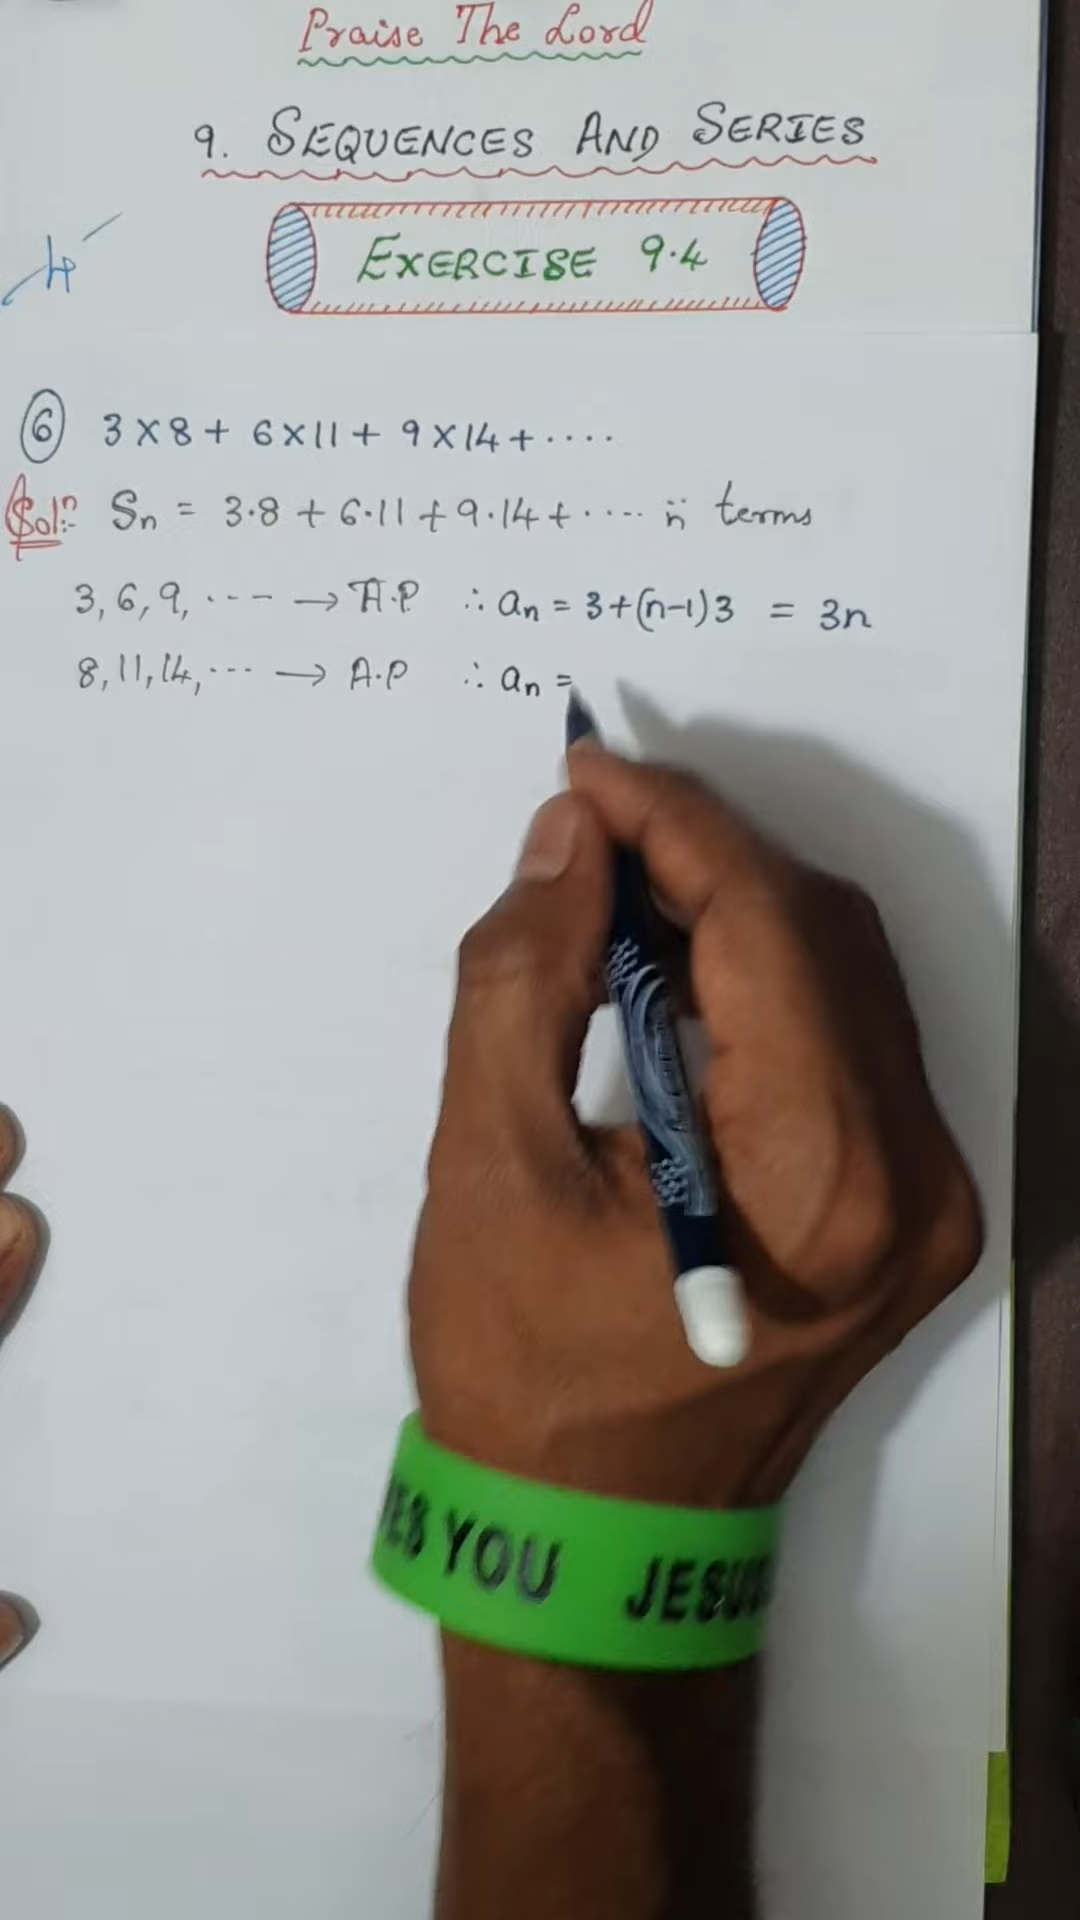 Praise The Lord
9. SEQUENCES AND SERIES
EXERCISE 9.4
⑥ 3×8 + 6×11 + 9×14 + ....
Solⁿ:- Sn = 3·8 + 6·11 + 9·14 + ···· n terms
3, 6, 9, ---- → A.P ∴ an = 3+(n-1)3 = 3n
8, 11, 14, --- → A.P ∴ an =
YOU JESUS